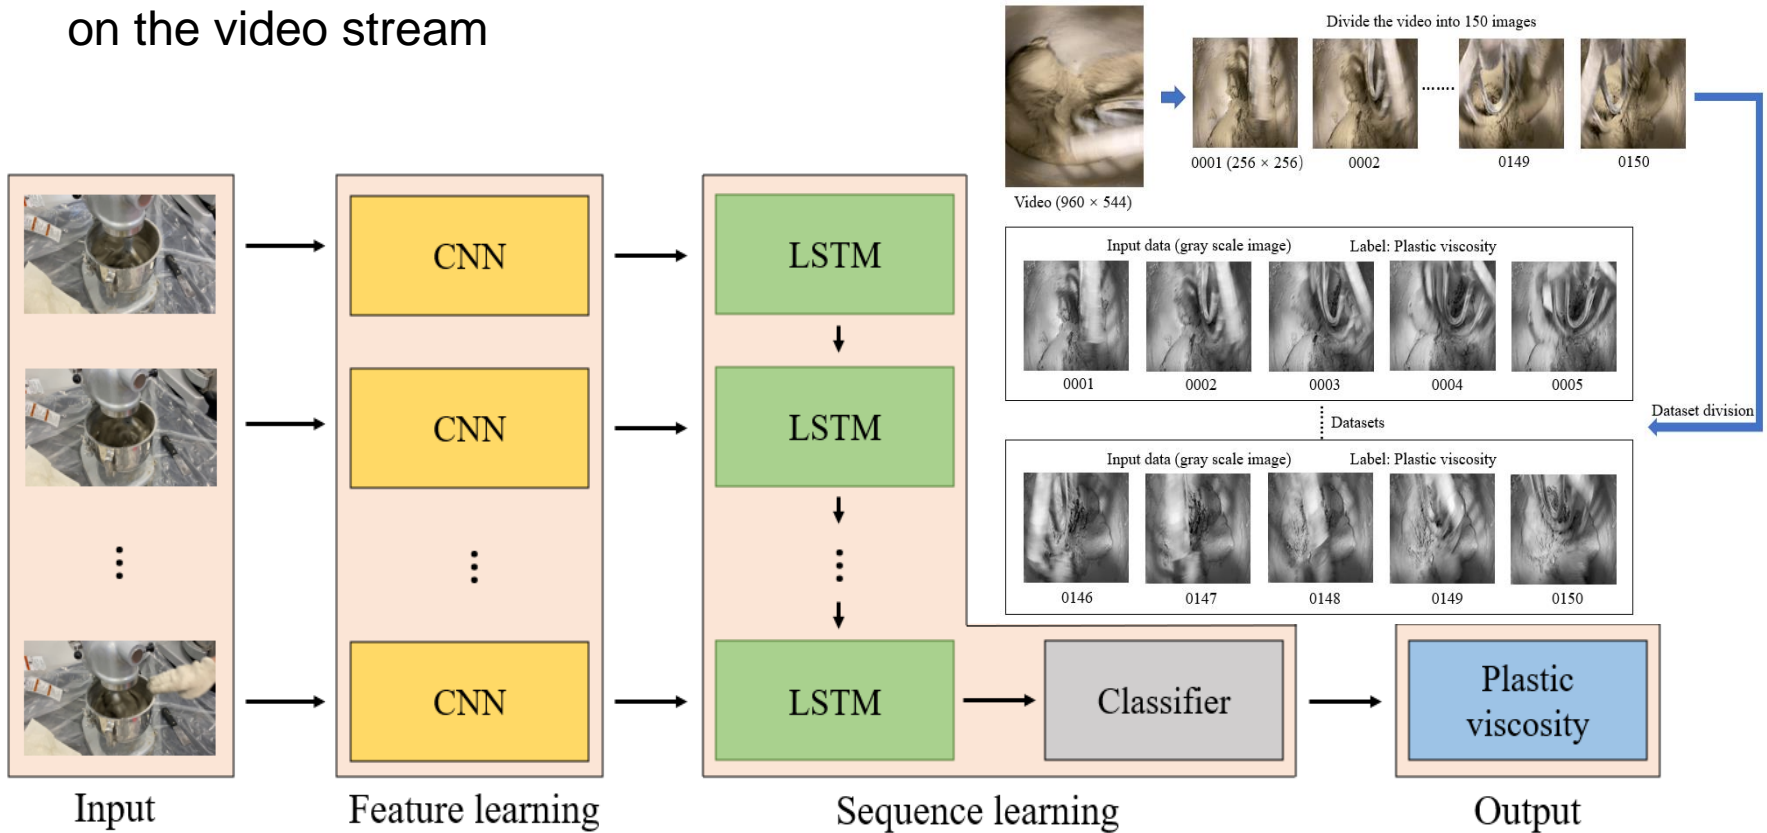 on the video stream
Divide the video into 150 images
.......
0001 (256 × 256)
0002
0149
0150
Video (960 × 544)
Input data (gray scale image)
Label: Plastic viscosity
0001
0002
0003
0004
0005
Datasets
Dataset division
Input data (gray scale image)
Label: Plastic viscosity
0146
0147
0148
0149
0150
CNN
LSTM
CNN
LSTM
CNN
LSTM
Classifier
Plastic
viscosity
Input
Feature learning
Sequence learning
Output